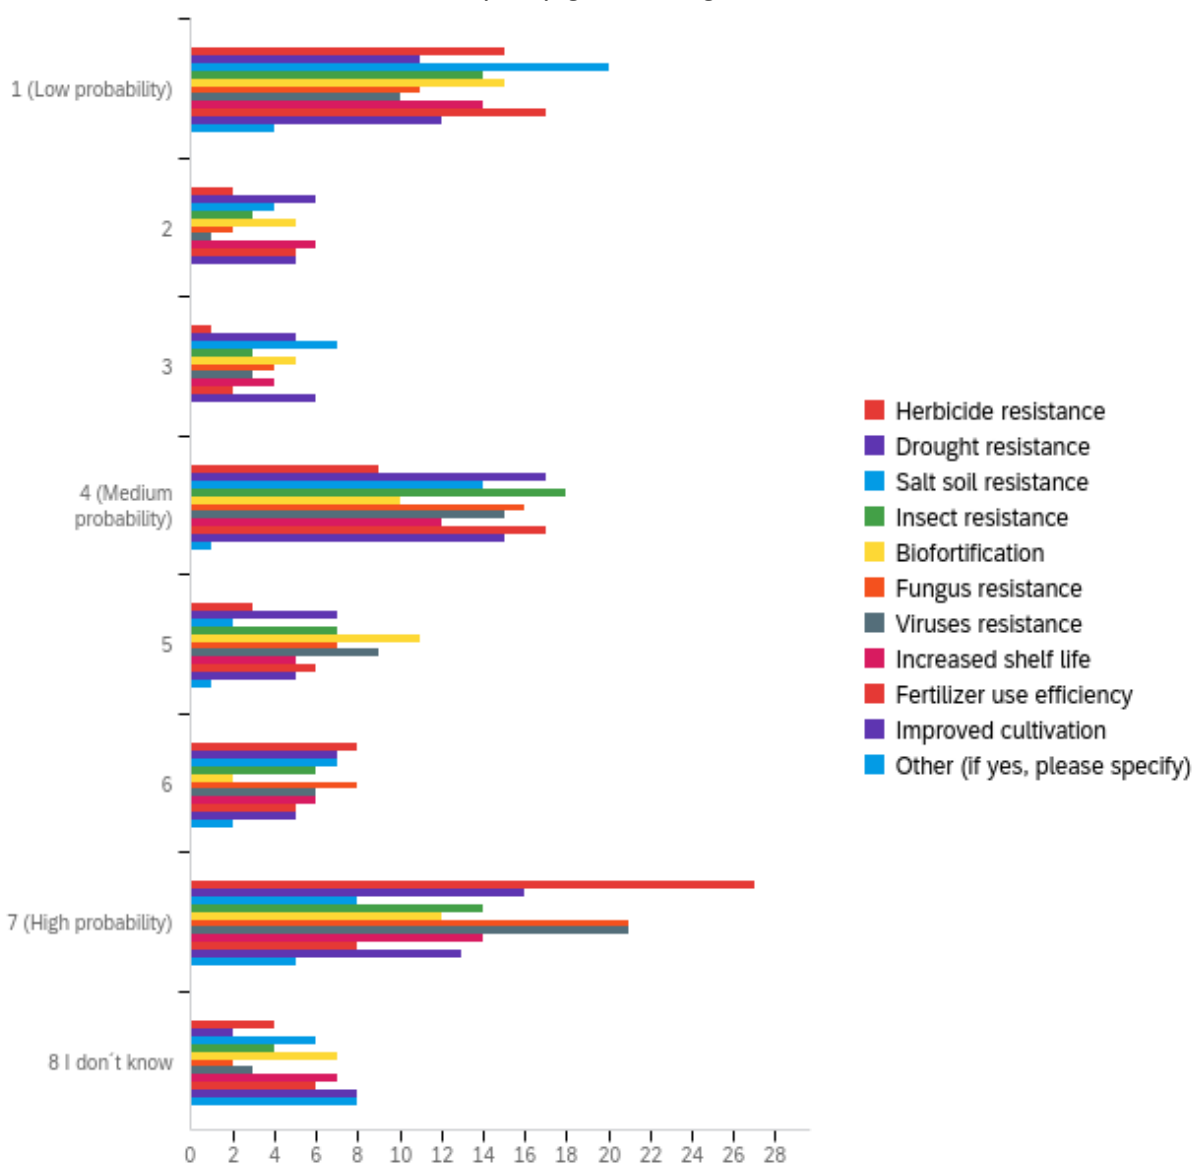 1 (Low probability)
2
3
4 (Medium
probability)
5
6
7 (High probability)
8 I don´t know
0 2 4 6 8 10 12 14 16 18 20 22 24 26 28
Herbicide resistance
Drought resistance
Salt soil resistance
Insect resistance
Biofortification
Fungus resistance
Viruses resistance
Increased shelf life
Fertilizer use efficiency
Improved cultivation
Other (if yes, please specify)